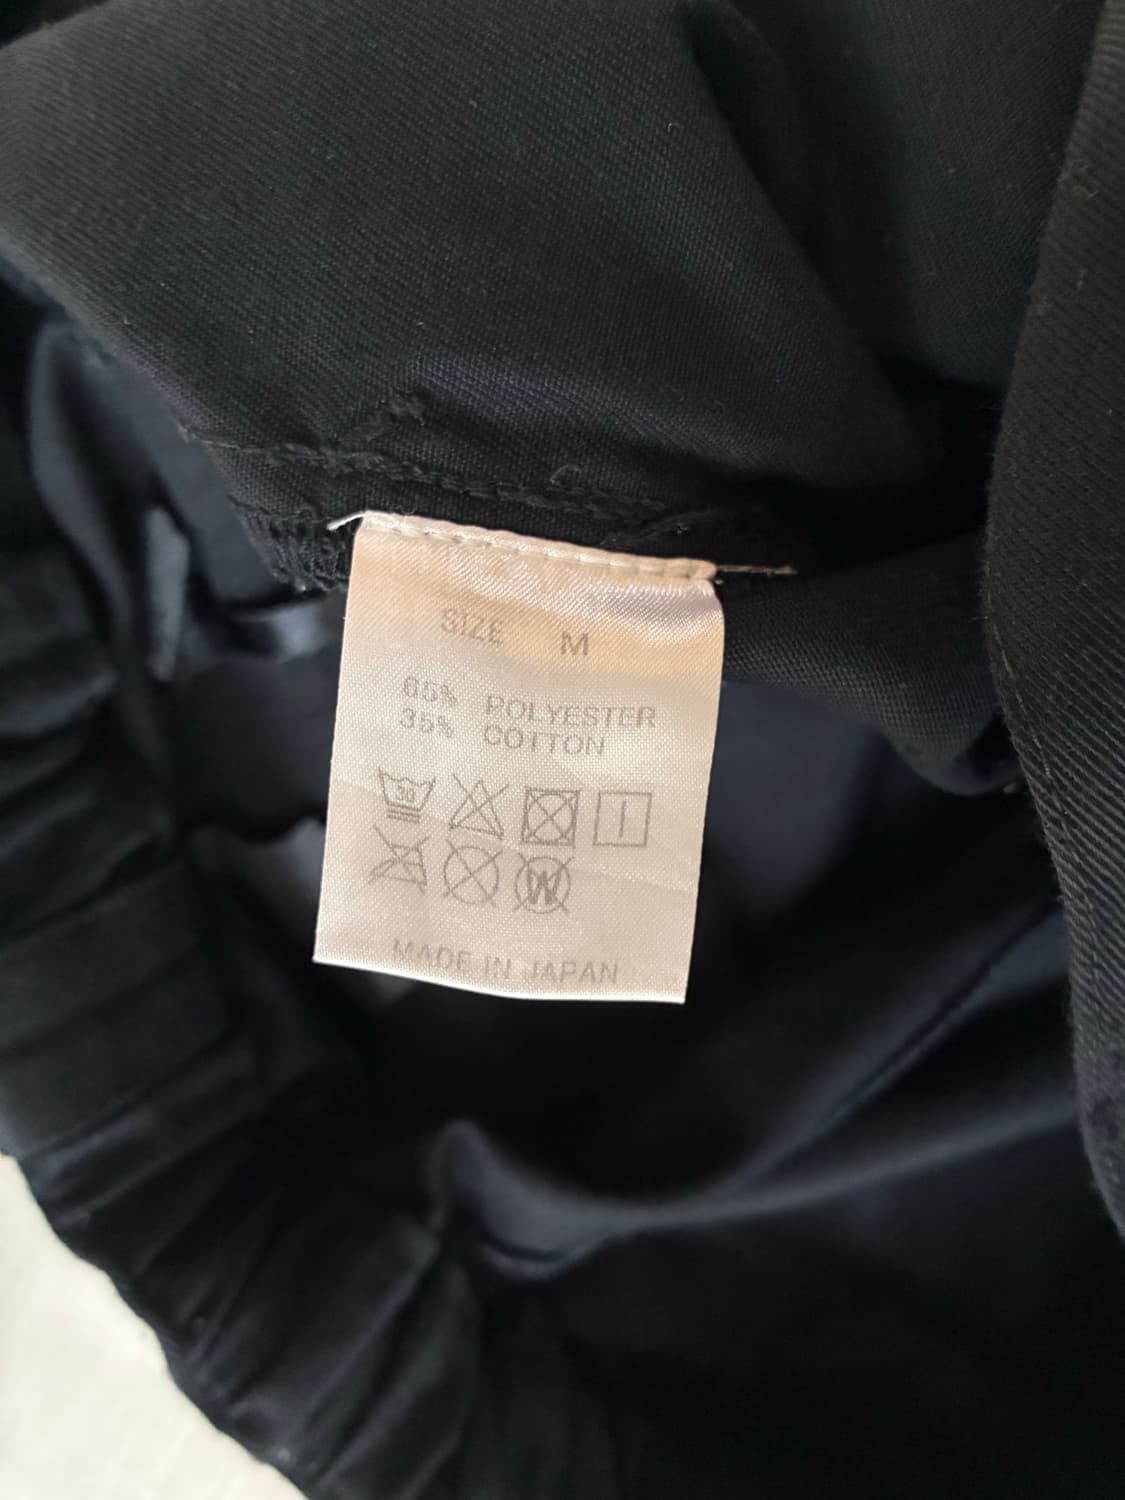 SIZE M
65% POLYESTER
35% COTTON
30
W
MADE IN JAPAN